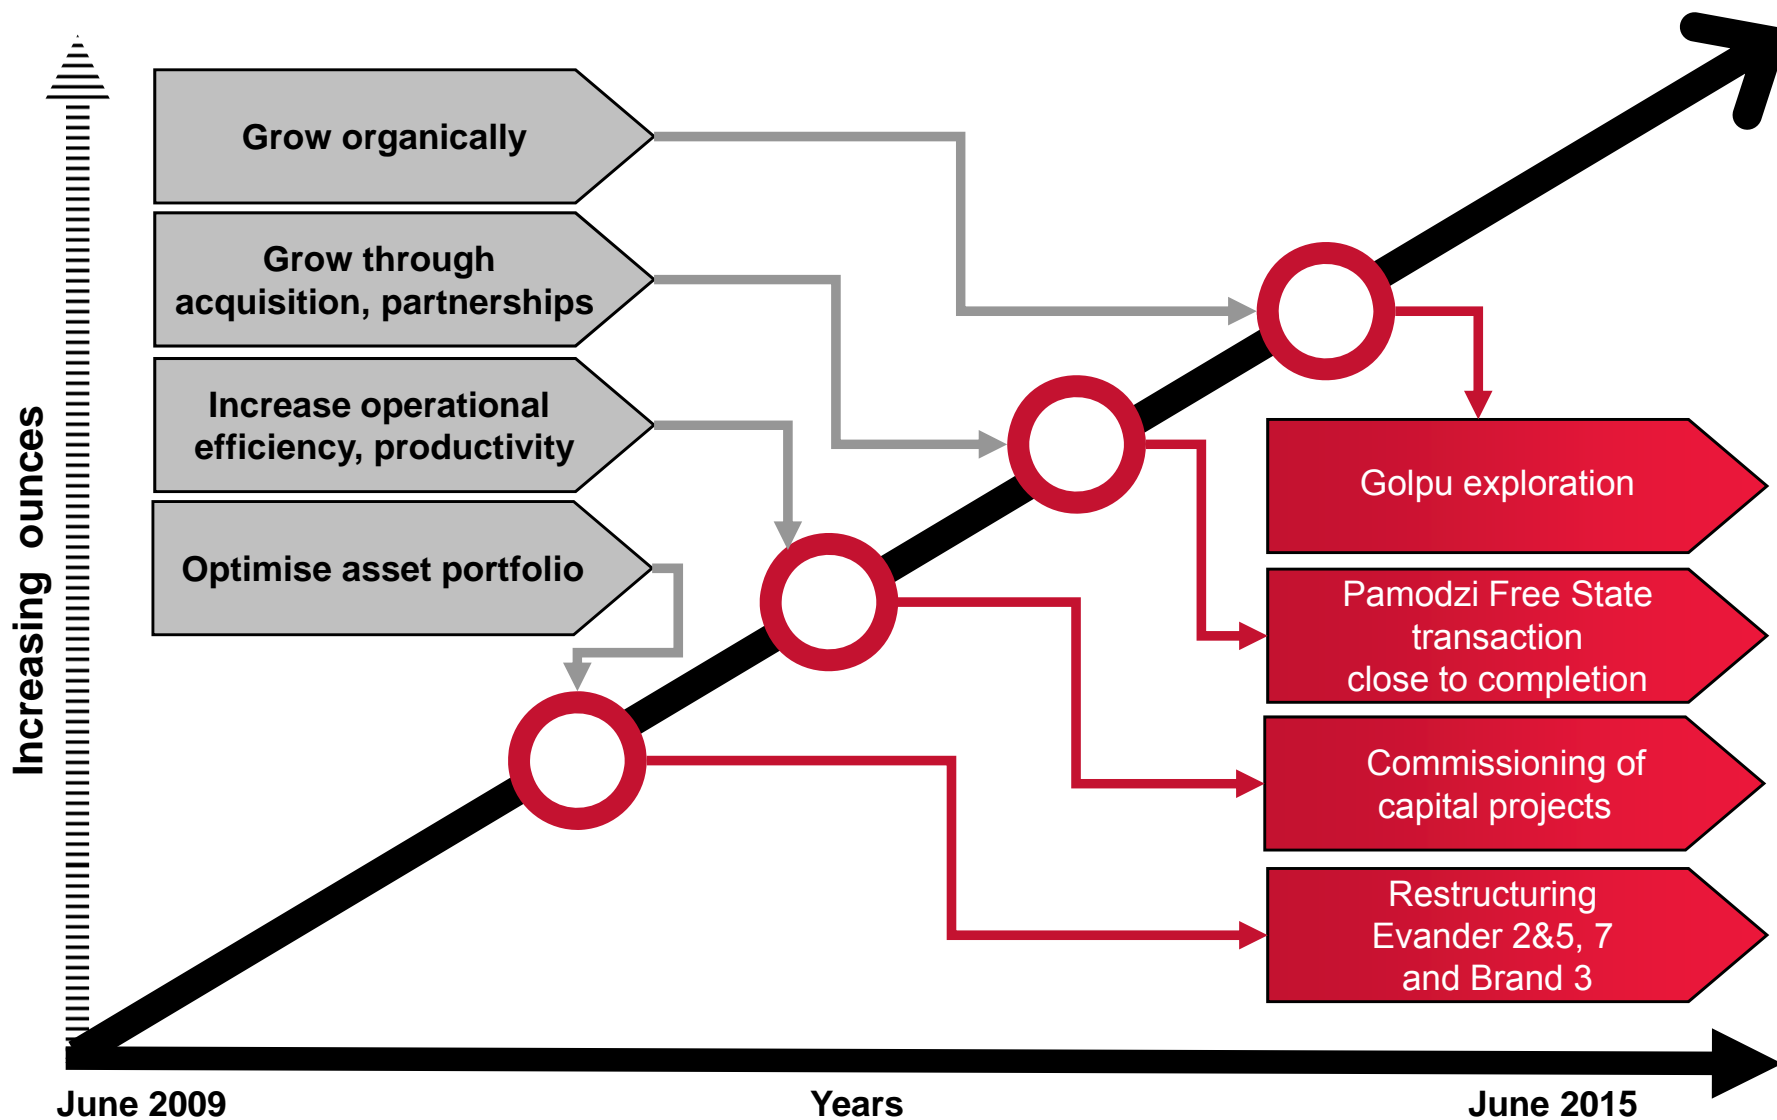 Grow organically
Grow through
acquisition, partnerships
Increase operational
efficiency, productivity
Optimise asset portfolio
Increasing ounces
Golpu exploration
Pamodzi Free State
transaction
close to completion
Commissioning of
capital projects
Restructuring
Evander 2&5, 7
and Brand 3
June 2009
Years
June 2015